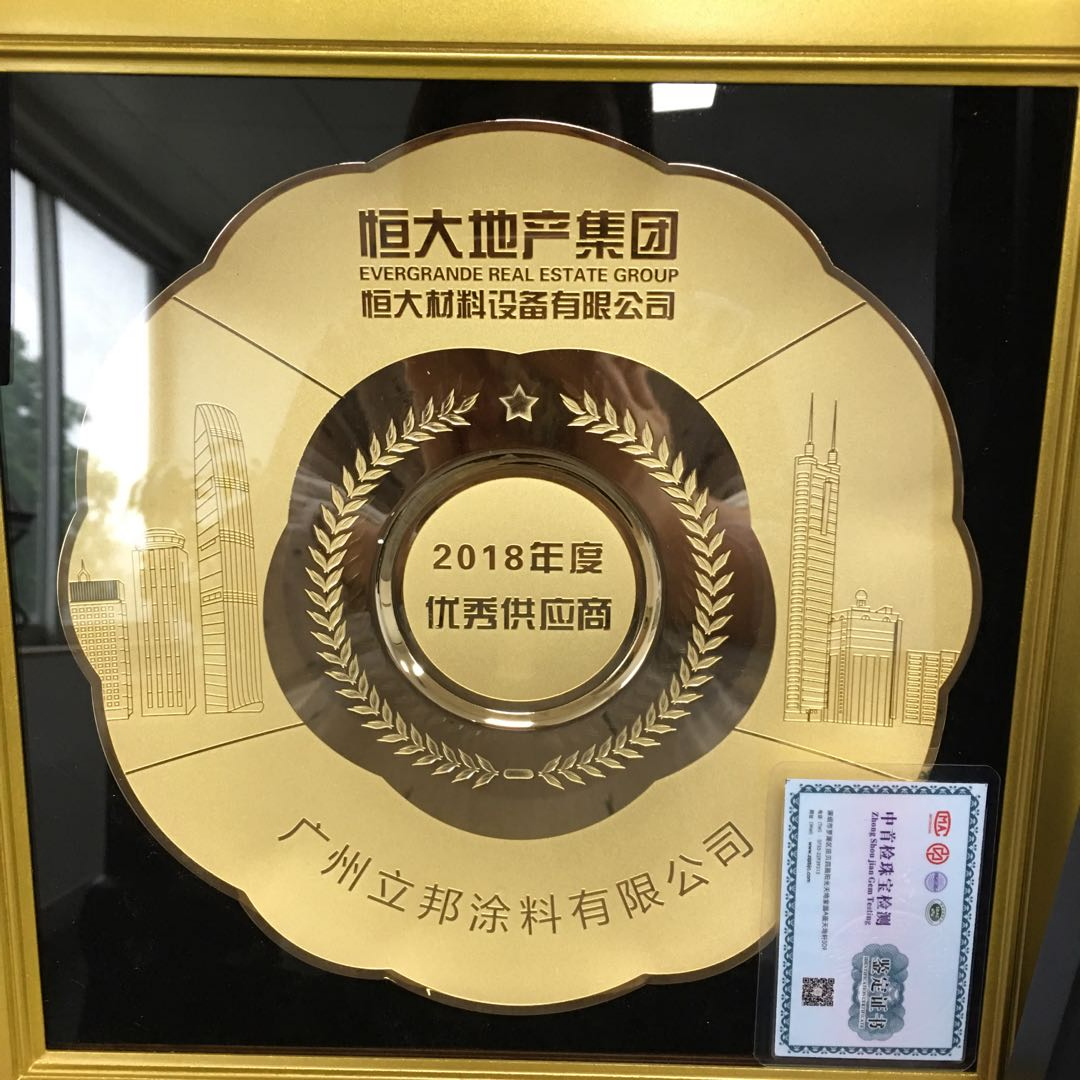 恒大地产集团
EVERGRANDE REAL ESTATE GROUP
恒大材料设备有限公司
2018年度
优秀供应商
广州立邦涂料有限公司
MA
中首检珠宝检测
Zhong Shou jian Gem Testing
鉴定证书